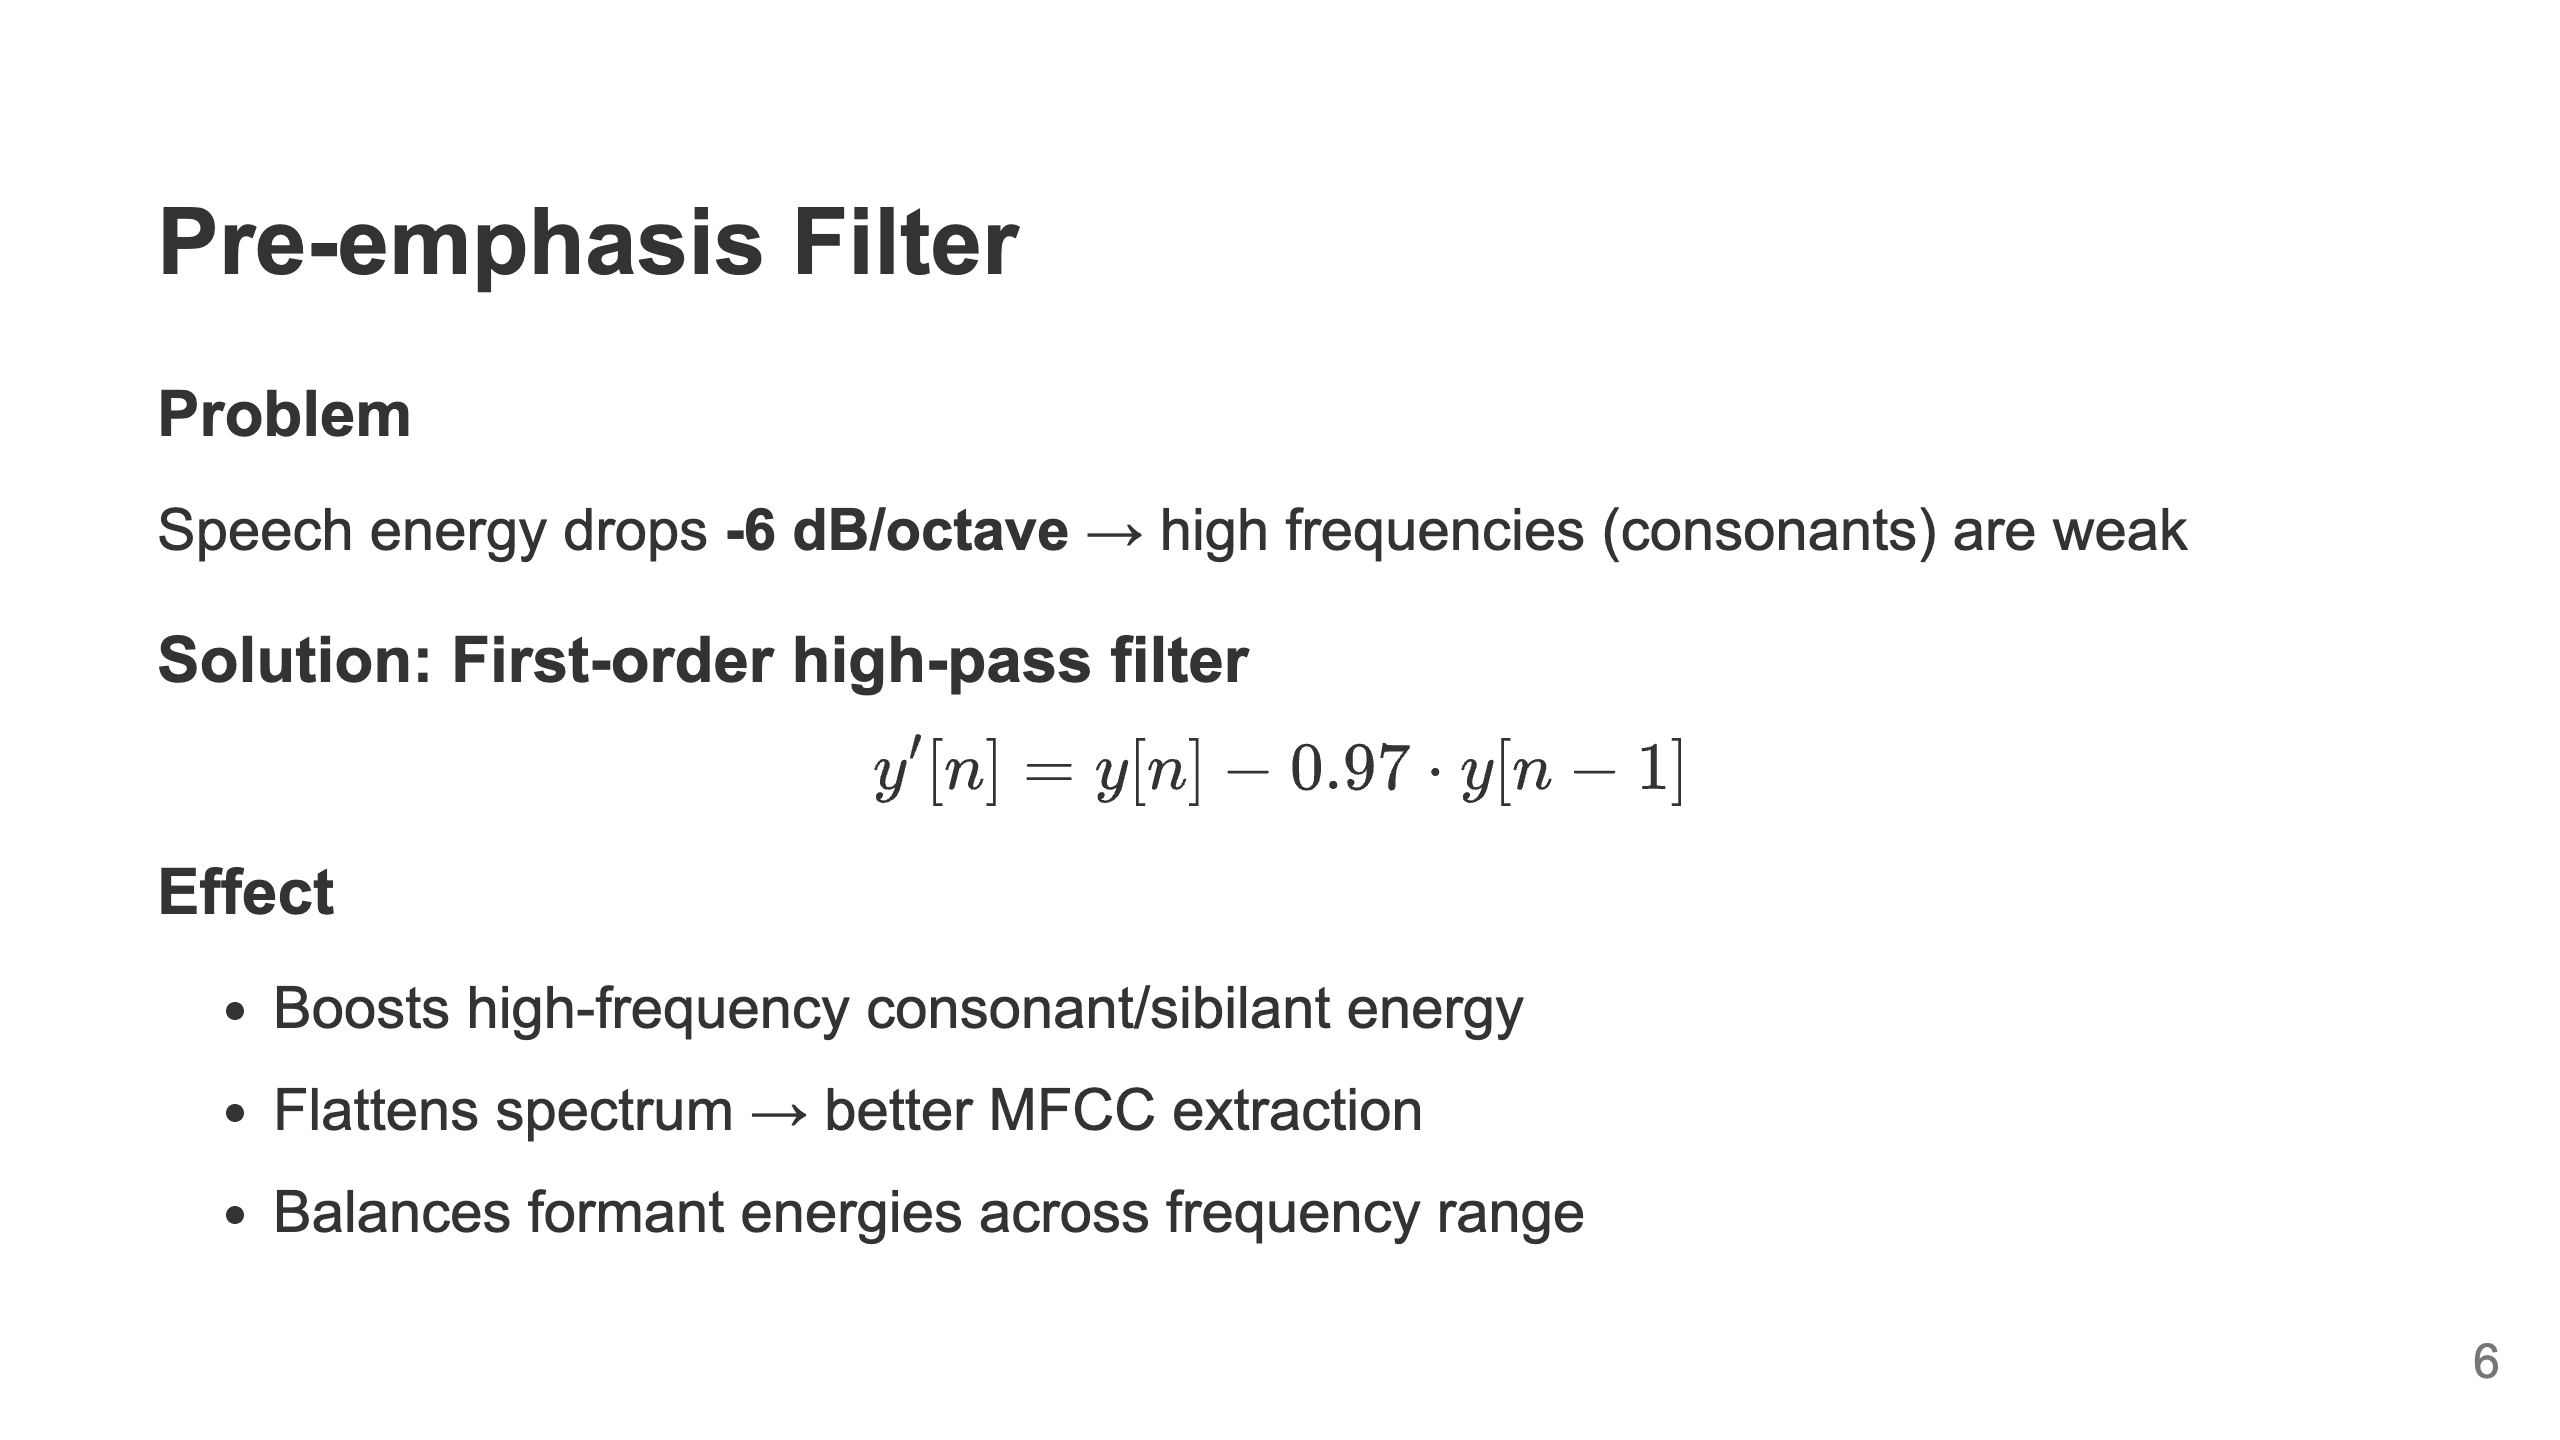 Pre-emphasis Filter
Problem
Speech energy drops -6 dB/octave → high frequencies (consonants) are weak
Solution: First-order high-pass filter
y′[n] = y[n] − 0.97 · y[n − 1]
Effect
• Boosts high-frequency consonant/sibilant energy
• Flattens spectrum → better MFCC extraction
• Balances formant energies across frequency range
6